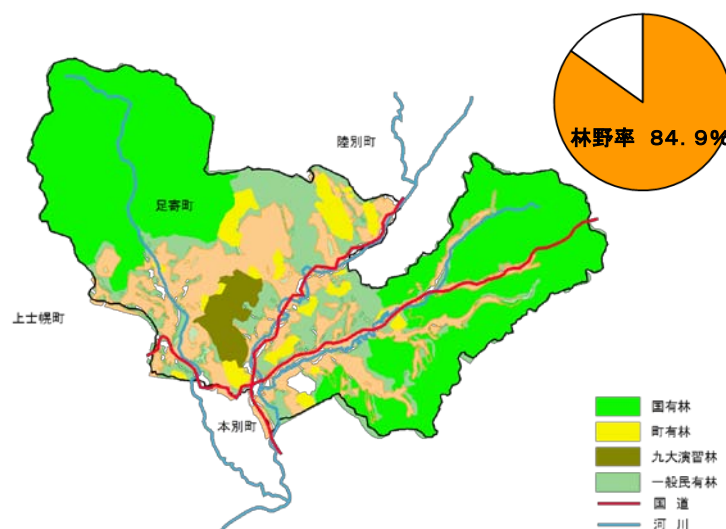 林野率 84.9%
陸別町
足寄町
上士幌町
本別町
国有林
町有林
九大演習林
一般民有林
国 道
河 川